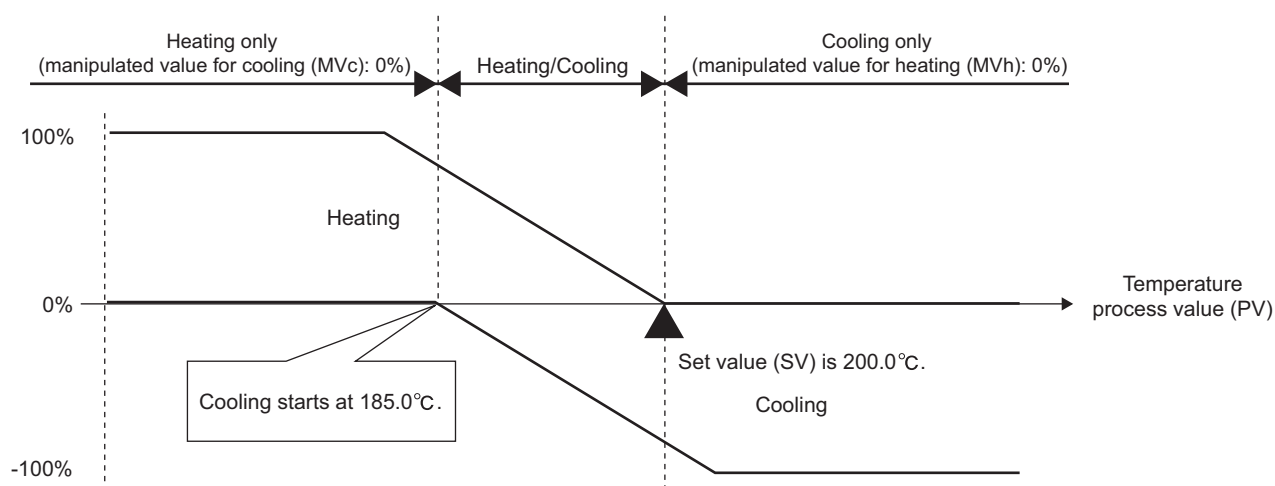 Heating only
(manipulated value for cooling (MVc): 0%)
Heating/Cooling
Cooling only
(manipulated value for heating (MVh): 0%)
100%
Heating
0%
Temperature
process value (PV)
Set value (SV) is 200.0℃.
Cooling starts at 185.0℃.
Cooling
-100%